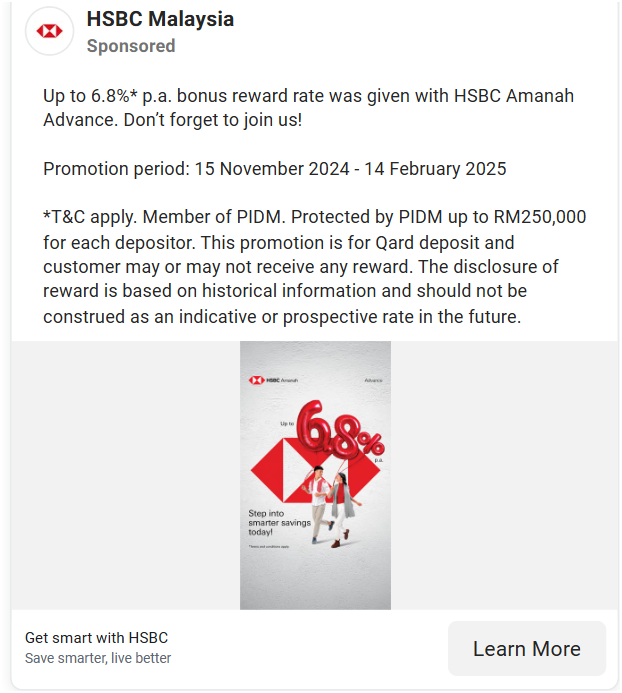 HSBC Malaysia
Sponsored
Up to 6.8%* p.a. bonus reward rate was given with HSBC Amanah
Advance. Don’t forget to join us!
Promotion period: 15 November 2024 - 14 February 2025
*T&C apply. Member of PIDM. Protected by PIDM up to RM250,000
for each depositor. This promotion is for Qard deposit and
customer may or may not receive any reward. The disclosure of
reward is based on historical information and should not be
construed as an indicative or prospective rate in the future.
HSBC Amanah
Advance
Up to
6.8%
p.a.
Step into
smarter savings
today!
*Terms and conditions apply.
Get smart with HSBC
Save smarter, live better
Learn More